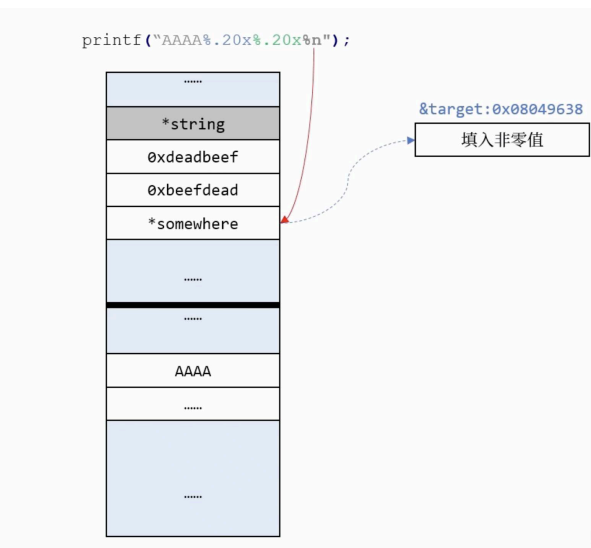 printf("AAAA%.20x%.20x%n");
......
*string
0xdeadbeef
0xbeefdead
*somewhere
......
......
AAAA
......
......
&target:0x08049638
填入非零值